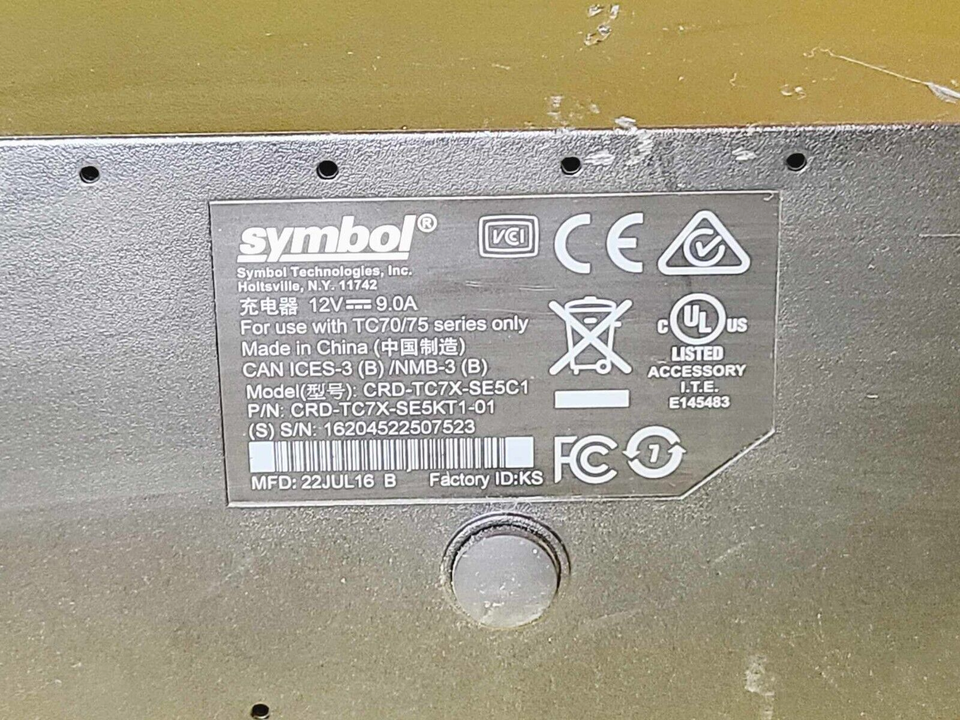 symbol®
Symbol Technologies, Inc.
Holtsville, N.Y. 11742
充电器 12V⎓9.0A
For use with TC70/75 series only
Made in China (中国制造)
CAN ICES-3 (B) /NMB-3 (B)
Model(型号): CRD-TC7X-SE5C1
P/N: CRD-TC7X-SE5KT1-01
(S) S/N: 16204522507523
MFD: 22JUL16 B Factory ID:KS
VCI
CE
C UL US
LISTED
ACCESSORY
I.T.E.
E145483
FC
1